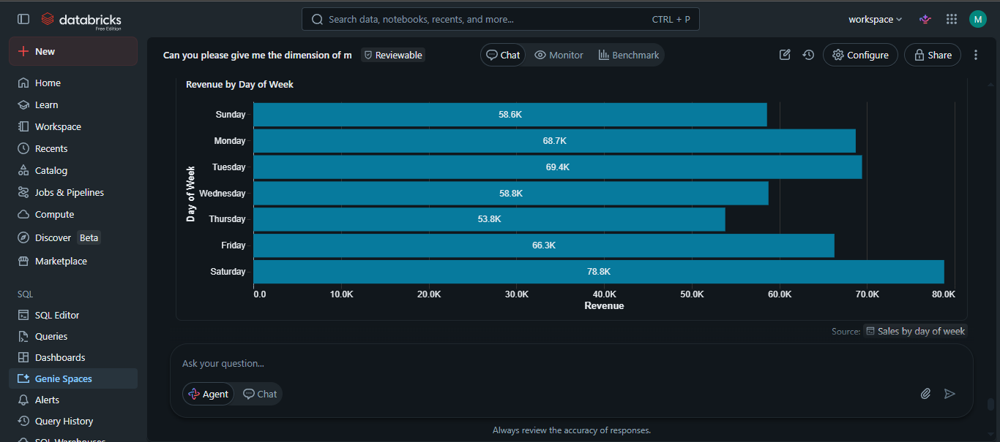 databricks
Free Edition
Search data, notebooks, recents, and more...
CTRL + P
workspace
M
New
Home
Learn
Workspace
Recents
Catalog
Jobs & Pipelines
Compute
Discover Beta
Marketplace
SQL
SQL Editor
Queries
Dashboards
Genie Spaces
Alerts
Query History
SQL Warehouses
Can you please give me the dimension of m
Reviewable
Chat
Monitor
Benchmark
Configure
Share
Revenue by Day of Week
Day of Week
Sunday 58.6K
Monday 68.7K
Tuesday 69.4K
Wednesday 58.8K
Thursday 53.8K
Friday 66.3K
Saturday 78.8K
0.0 10.0K 20.0K 30.0K 40.0K 50.0K 60.0K 70.0K 80.0K
Revenue
Source: Sales by day of week
Ask your question...
Agent
Chat
Always review the accuracy of responses.